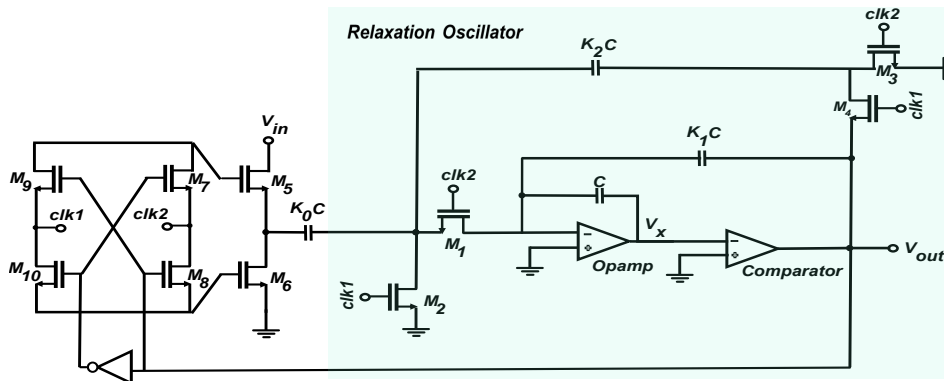 Relaxation Oscillator
clk2
K2C
M3
M4
clk1
Vin
K1C
M9
M7
M5
clk2
C
K0C
clk1
clk2
M1
Vx
Vout
M10
M8
M6
Opamp
Comparator
clk1
M2